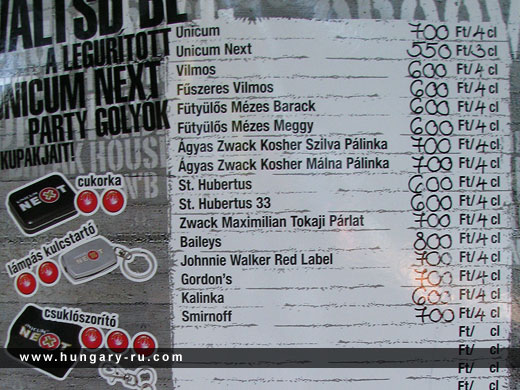 VÁLTSD BE
A LEGURÍTOTT
UNICUM NEXT
PARTY GOLYÓK
KUPAKJAIT!
cukorka
NEXT
lámpás kulcstartó
csuklószorító
NEXT
Unicum 700 Ft/4 cl
Unicum Next 550 Ft/3 cl
Vilmos 600 Ft/4 cl
Fűszeres Vilmos 600 Ft/4 cl
Fütyülős Mézes Barack 600 Ft/4 cl
Fütyülős Mézes Meggy 600 Ft/4 cl
Ágyas Zwack Kosher Szilva Pálinka 700 Ft/4 cl
Ágyas Zwack Kosher Málna Pálinka 700 Ft/4 cl
St. Hubertus 600 Ft/4 cl
St. Hubertus 33 600 Ft/4 cl
Zwack Maximilian Tokaji Párlat 700 Ft/4 cl
Baileys 800 Ft/4 cl
Johnnie Walker Red Label 700 Ft/4 cl
Gordon's 700 Ft/4 cl
Kalinka 600 Ft/4 cl
Smirnoff 700 Ft/4 cl
Ft/ cl
Ft/ cl
Ft/ cl
www.hungary-ru.com